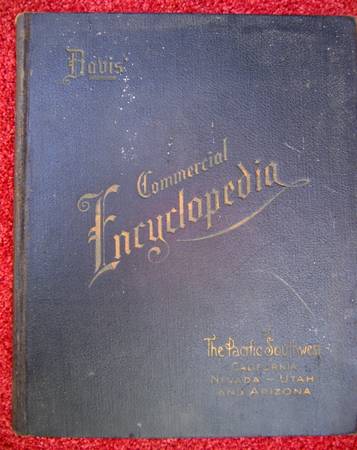 Davis
Commercial
Encyclopedia
The Pacific Southwest
California
Nevada - Utah
and Arizona